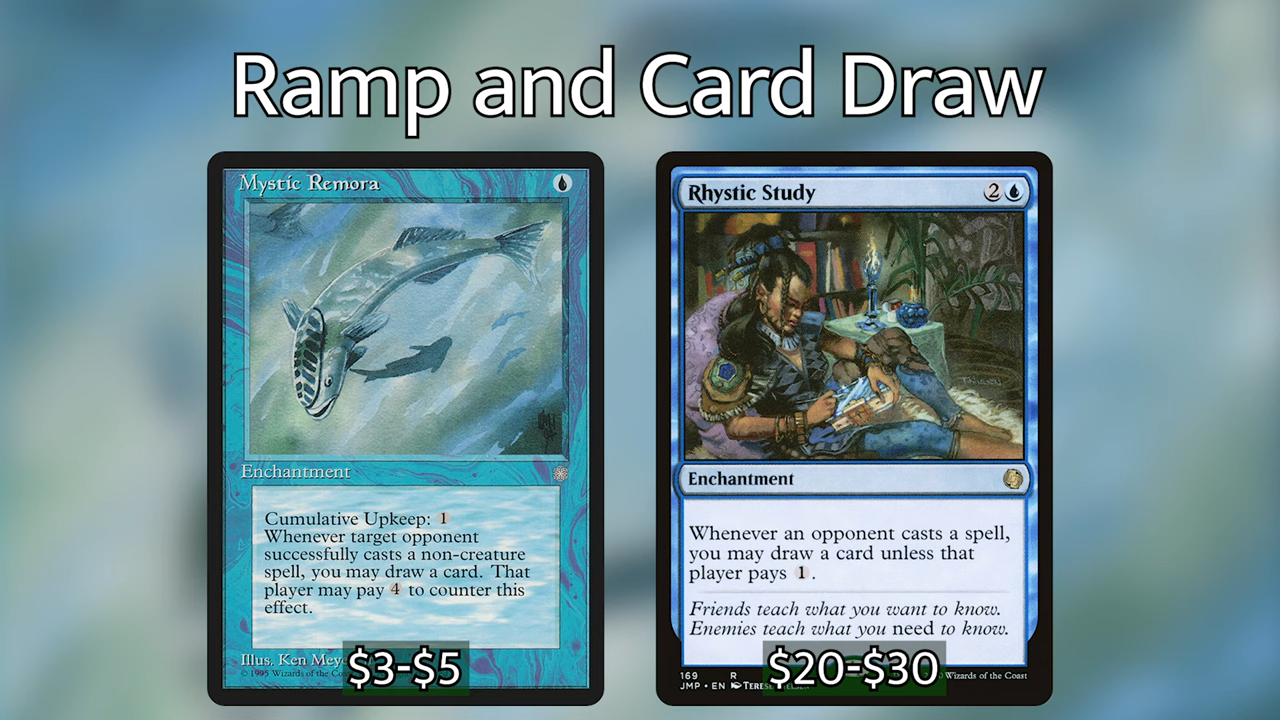 Ramp and Card Draw
Mystic Remora
Enchantment
Cumulative Upkeep: 1
Whenever target opponent
successfully casts a non-creature
spell, you may draw a card. That
player may pay 4 to counter this
effect.
Illus. Ken
© 1995 Wizards of the
$3-$5
Rhystic Study 2
Enchantment
Whenever an opponent casts a spell,
you may draw a card unless that
player pays 1.
Friends teach what you want to know.
Enemies teach what you need to know.
169 R
JMP • EN
Wizards of the Coast
$20-$30